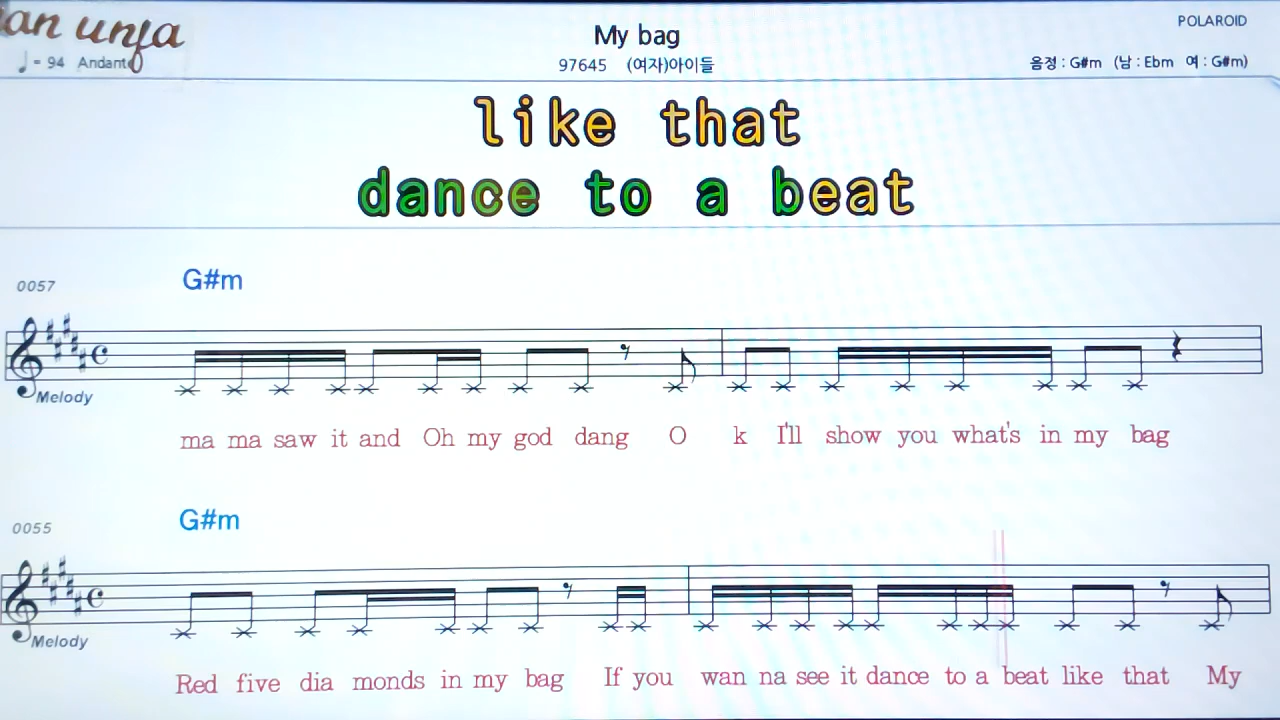 an unfa
My bag
POLAROID
♩ = 94 Andante
97645 (여자)아이들
음정 : G#m (남 : Ebm 여 : G#m)
like that
dance to a beat
0057
G#m
Melody
ma ma saw it and Oh my god dang O k I'll show you what's in my bag
0055
G#m
Melody
Red five dia monds in my bag If you wan na see it dance to a beat like that My